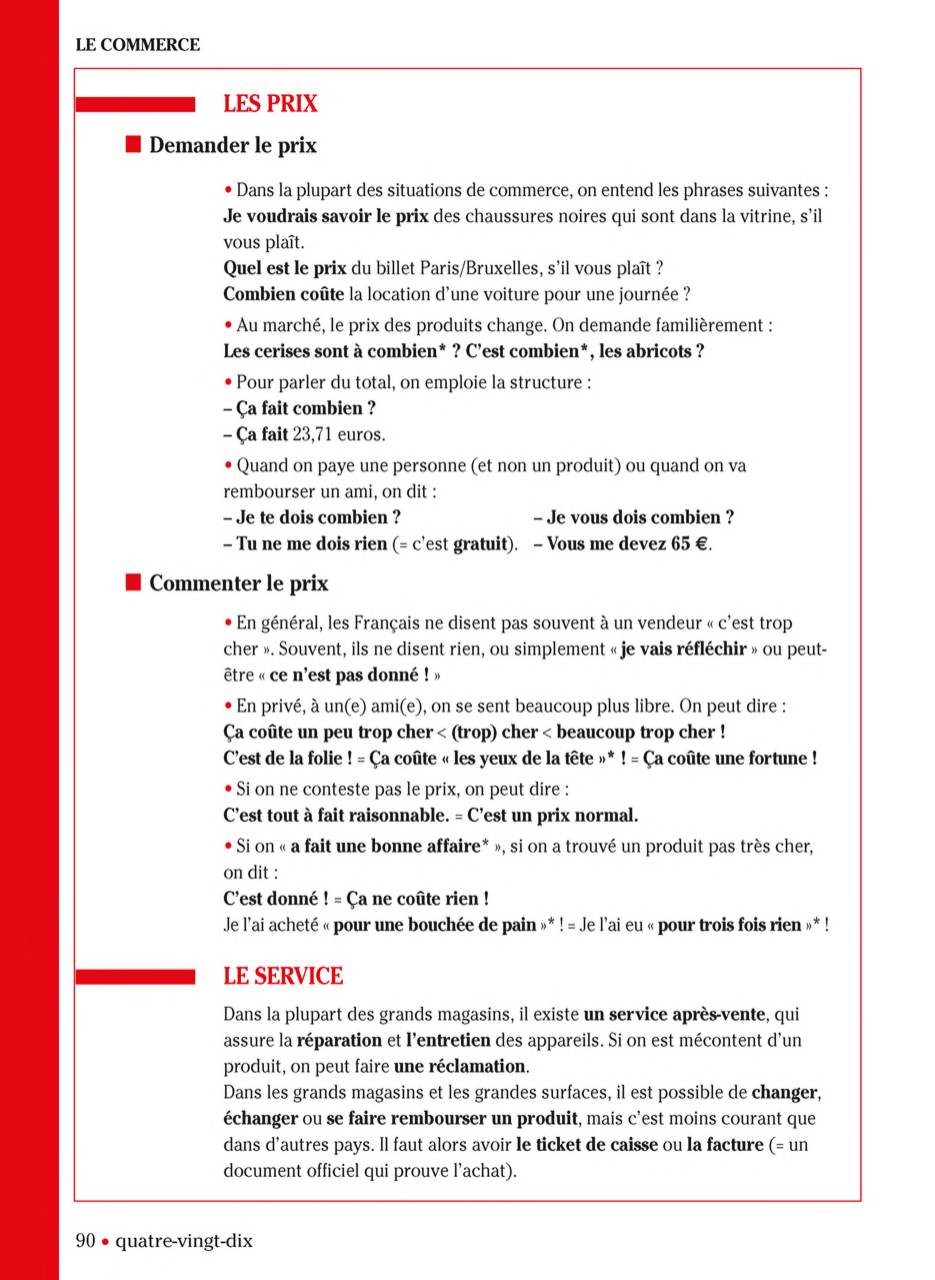 LE COMMERCE
LES PRIX
Demander le prix
• Dans la plupart des situations de commerce, on entend les phrases suivantes :
Je voudrais savoir le prix des chaussures noires qui sont dans la vitrine, s'il
vous plaît.
Quel est le prix du billet Paris/Bruxelles, s'il vous plaît ?
Combien coûte la location d'une voiture pour une journée ?
• Au marché, le prix des produits change. On demande familièrement :
Les cerises sont à combien* ? C'est combien*, les abricots ?
• Pour parler du total, on emploie la structure :
– Ça fait combien ?
– Ça fait 23,71 euros.
• Quand on paye une personne (et non un produit) ou quand on va
rembourser un ami, on dit :
– Je te dois combien ? – Je vous dois combien ?
– Tu ne me dois rien (= c'est gratuit). – Vous me devez 65 €.
Commenter le prix
• En général, les Français ne disent pas souvent à un vendeur « c'est trop
cher ». Souvent, ils ne disent rien, ou simplement « je vais réfléchir » ou peut-
être « ce n'est pas donné ! »
• En privé, à un(e) ami(e), on se sent beaucoup plus libre. On peut dire :
Ça coûte un peu trop cher < (trop) cher < beaucoup trop cher !
C'est de la folie ! = Ça coûte « les yeux de la tête »* ! = Ça coûte une fortune !
• Si on ne conteste pas le prix, on peut dire :
C'est tout à fait raisonnable. = C'est un prix normal.
• Si on « a fait une bonne affaire* », si on a trouvé un produit pas très cher,
on dit :
C'est donné ! = Ça ne coûte rien !
Je l'ai acheté « pour une bouchée de pain »* ! = Je l'ai eu « pour trois fois rien »* !
LE SERVICE
Dans la plupart des grands magasins, il existe un service après-vente, qui
assure la réparation et l'entretien des appareils. Si on est mécontent d'un
produit, on peut faire une réclamation.
Dans les grands magasins et les grandes surfaces, il est possible de changer,
échanger ou se faire rembourser un produit, mais c'est moins courant que
dans d'autres pays. Il faut alors avoir le ticket de caisse ou la facture (= un
document officiel qui prouve l'achat).
90 • quatre-vingt-dix